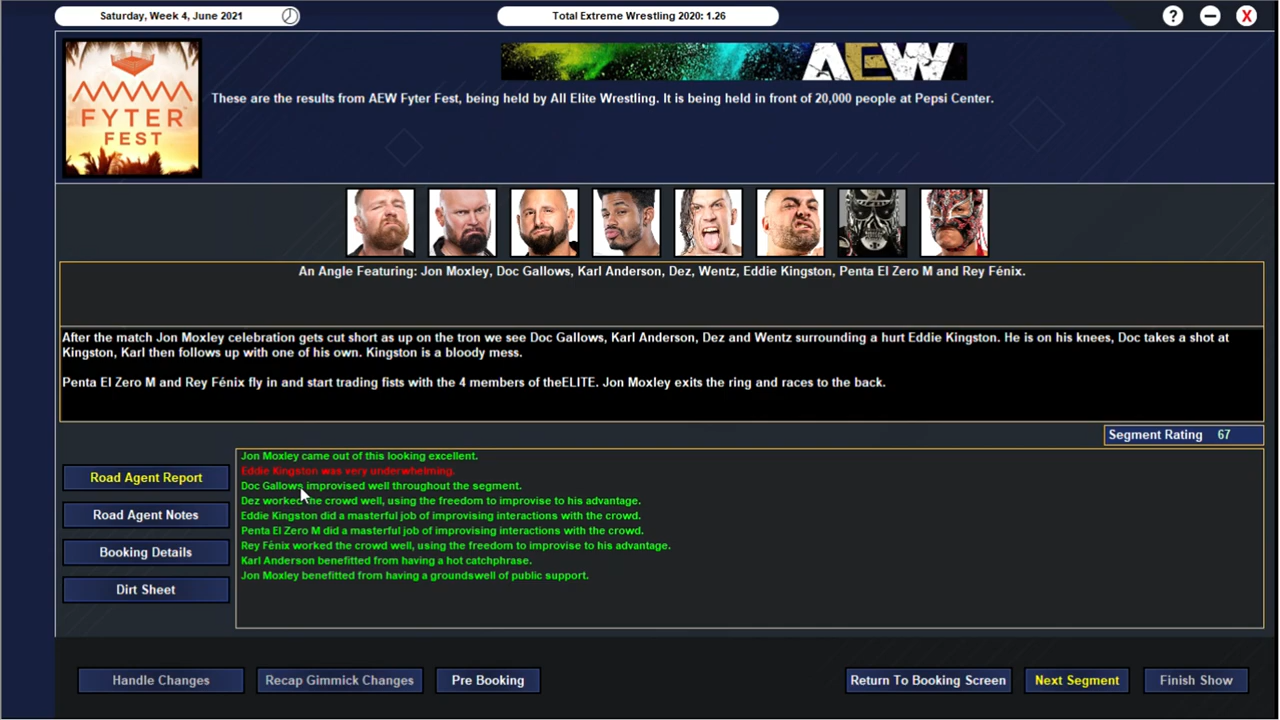 Saturday, Week 4, June 2021
Total Extreme Wrestling 2020: 1.26
?
X
FYTER
FEST
AEW
These are the results from AEW Fyter Fest, being held by All Elite Wrestling. It is being held in front of 20,000 people at Pepsi Center.
An Angle Featuring: Jon Moxley, Doc Gallows, Karl Anderson, Dez, Wentz, Eddie Kingston, Penta El Zero M and Rey Fénix.
After the match Jon Moxley celebration gets cut short as up on the tron we see Doc Gallows, Karl Anderson, Dez and Wentz surrounding a hurt Eddie Kingston. He is on his knees, Doc takes a shot at
Kingston, Karl then follows up with one of his own. Kingston is a bloody mess.
Penta El Zero M and Rey Fénix fly in and start trading fists with the 4 members of theELITE. Jon Moxley exits the ring and races to the back.
Segment Rating 67
Road Agent Report
Road Agent Notes
Booking Details
Dirt Sheet
Jon Moxley came out of this looking excellent.
Eddie Kingston was very underwhelming.
Doc Gallows improvised well throughout the segment.
Dez worked the crowd well, using the freedom to improvise to his advantage.
Eddie Kingston did a masterful job of improvising interactions with the crowd.
Penta El Zero M did a masterful job of improvising interactions with the crowd.
Rey Fénix worked the crowd well, using the freedom to improvise to his advantage.
Karl Anderson benefitted from having a hot catchphrase.
Jon Moxley benefitted from having a groundswell of public support.
Handle Changes
Recap Gimmick Changes
Pre Booking
Return To Booking Screen
Next Segment
Finish Show